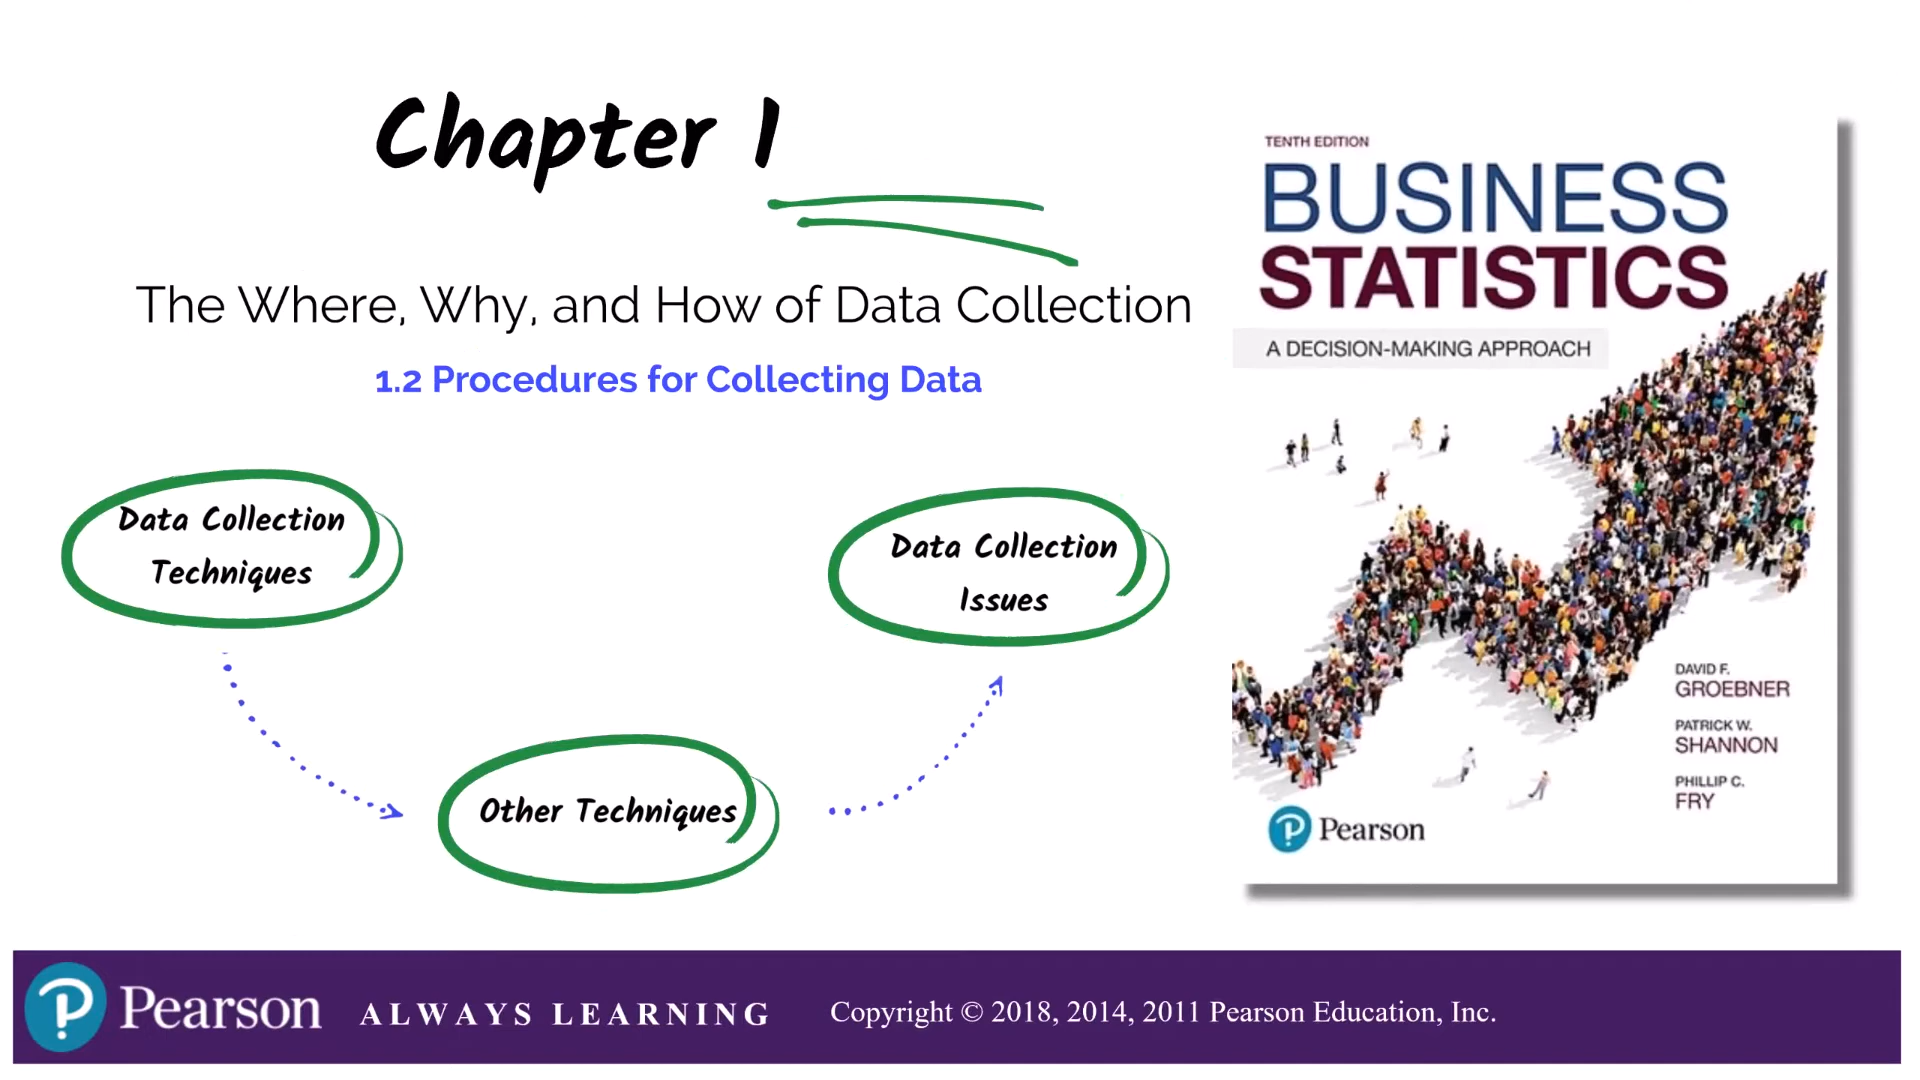 Chapter 1
The Where, Why, and How of Data Collection
1.2 Procedures for Collecting Data
Data Collection
Techniques
Other Techniques
Data Collection
Issues
TENTH EDITION
BUSINESS
STATISTICS
A DECISION-MAKING APPROACH
DAVID F.
GROEBNER
PATRICK W.
SHANNON
PHILLIP C.
FRY
Pearson
Pearson ALWAYS LEARNING Copyright © 2018, 2014, 2011 Pearson Education, Inc.